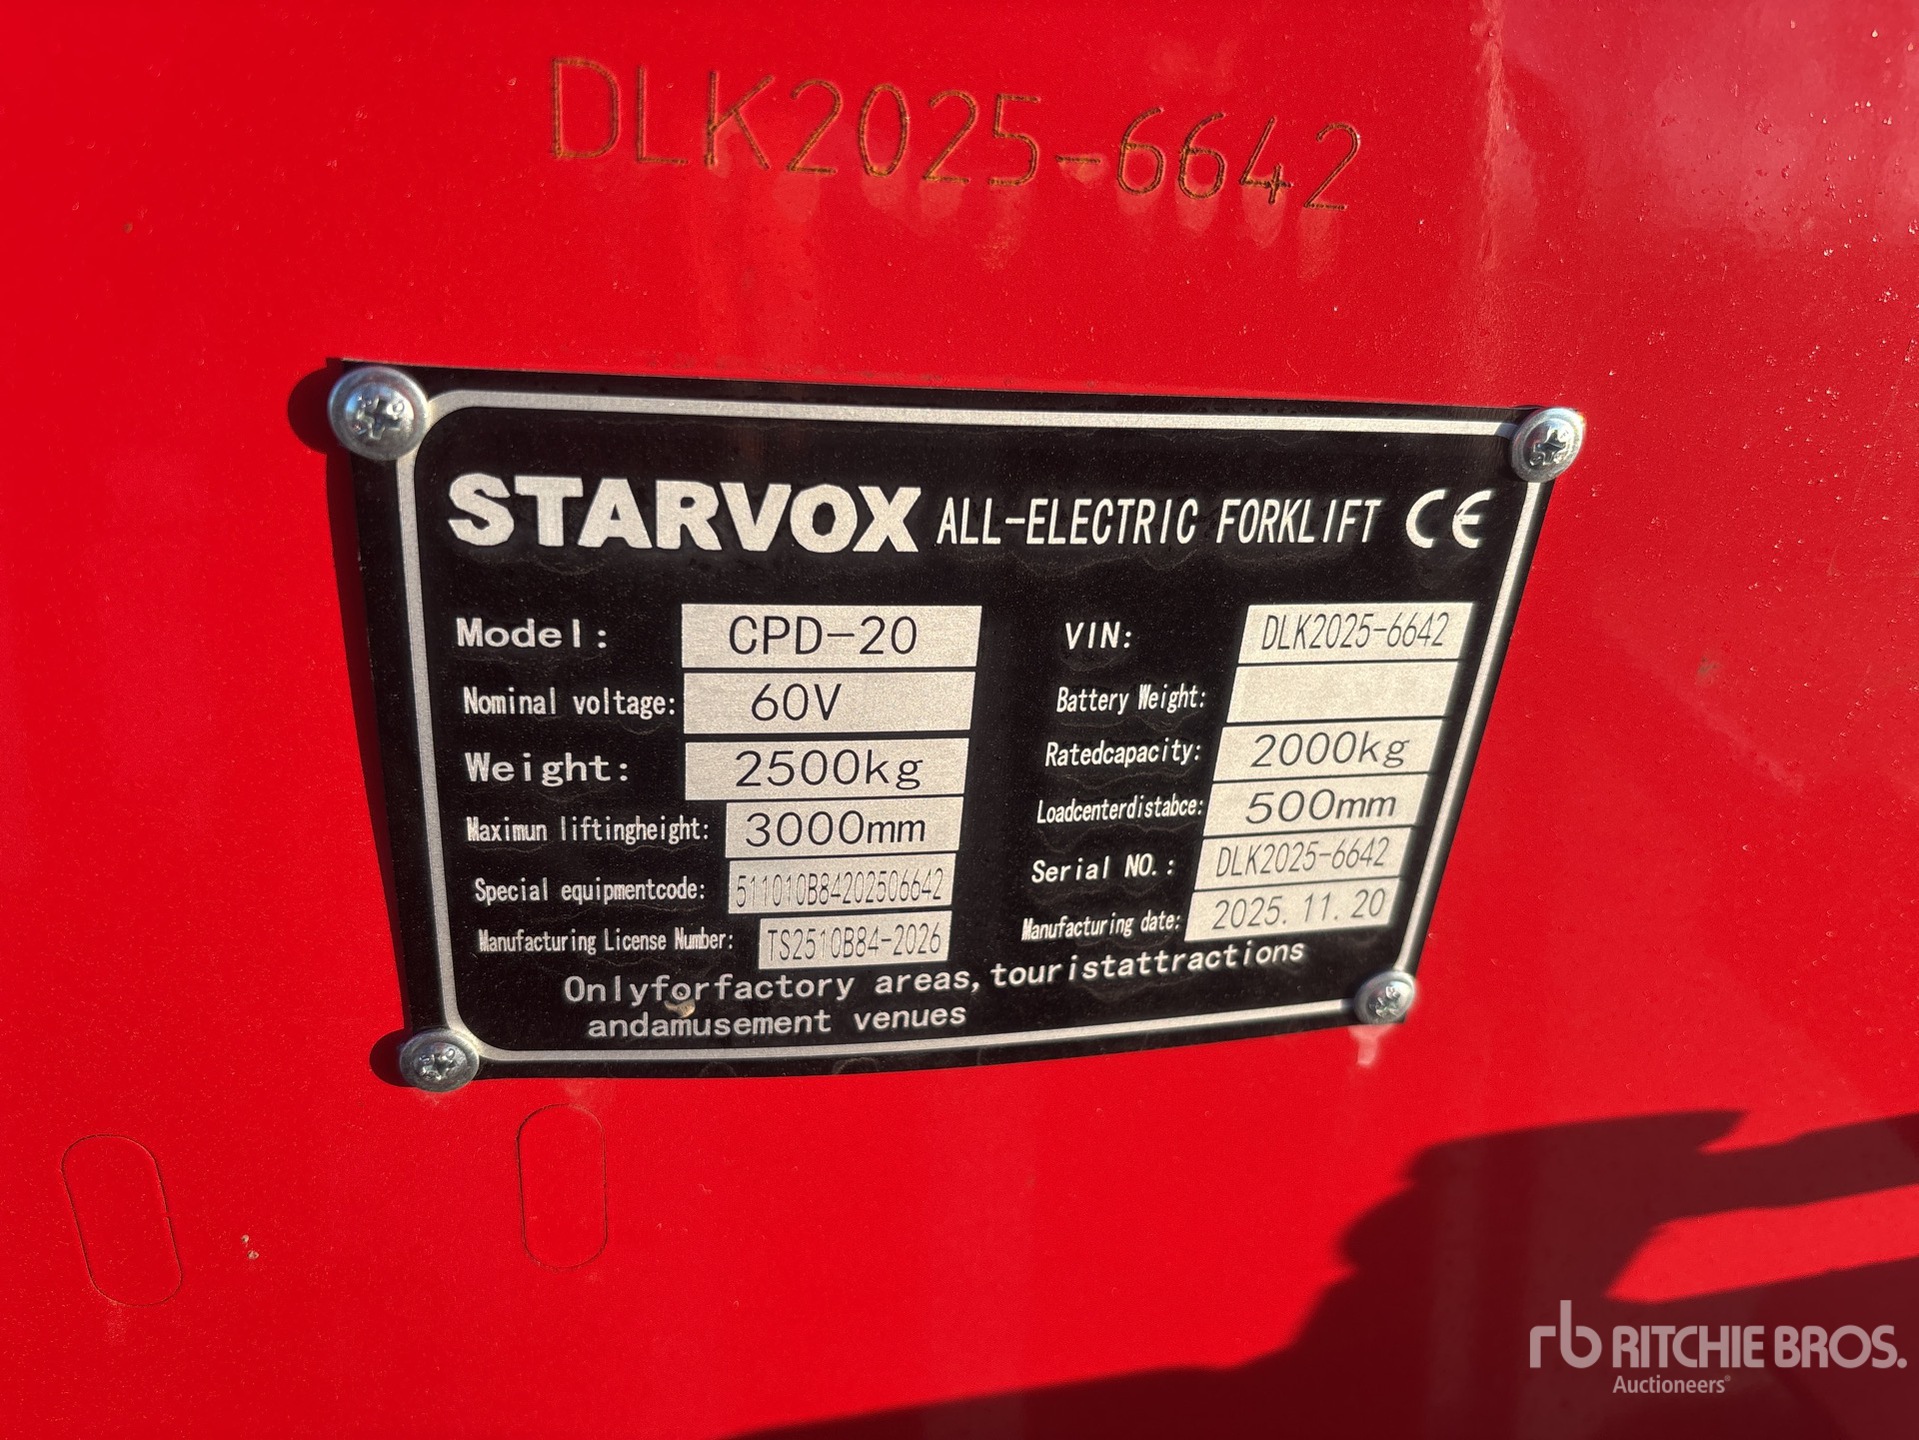 DLK2025-6642
STARVOX ALL-ELECTRIC FORKLIFT CE
Model: CPD-20 VIN: DLK2025-6642
Nominal voltage: 60V Battery Weight:
Weight: 2500kg Ratedcapacity: 2000kg
Maximun liftingheight: 3000mm Loadcenterdistabce: 500mm
Special equipmentcode: 511010B84202506642 Serial NO.: DLK2025-6642
Manufacturing License Number: TS2510B84-2026 Manufacturing date: 2025.11.20
Onlyforfactory areas, touristattractions
andamusement venues
rb RITCHIE BROS.
Auctioneers®